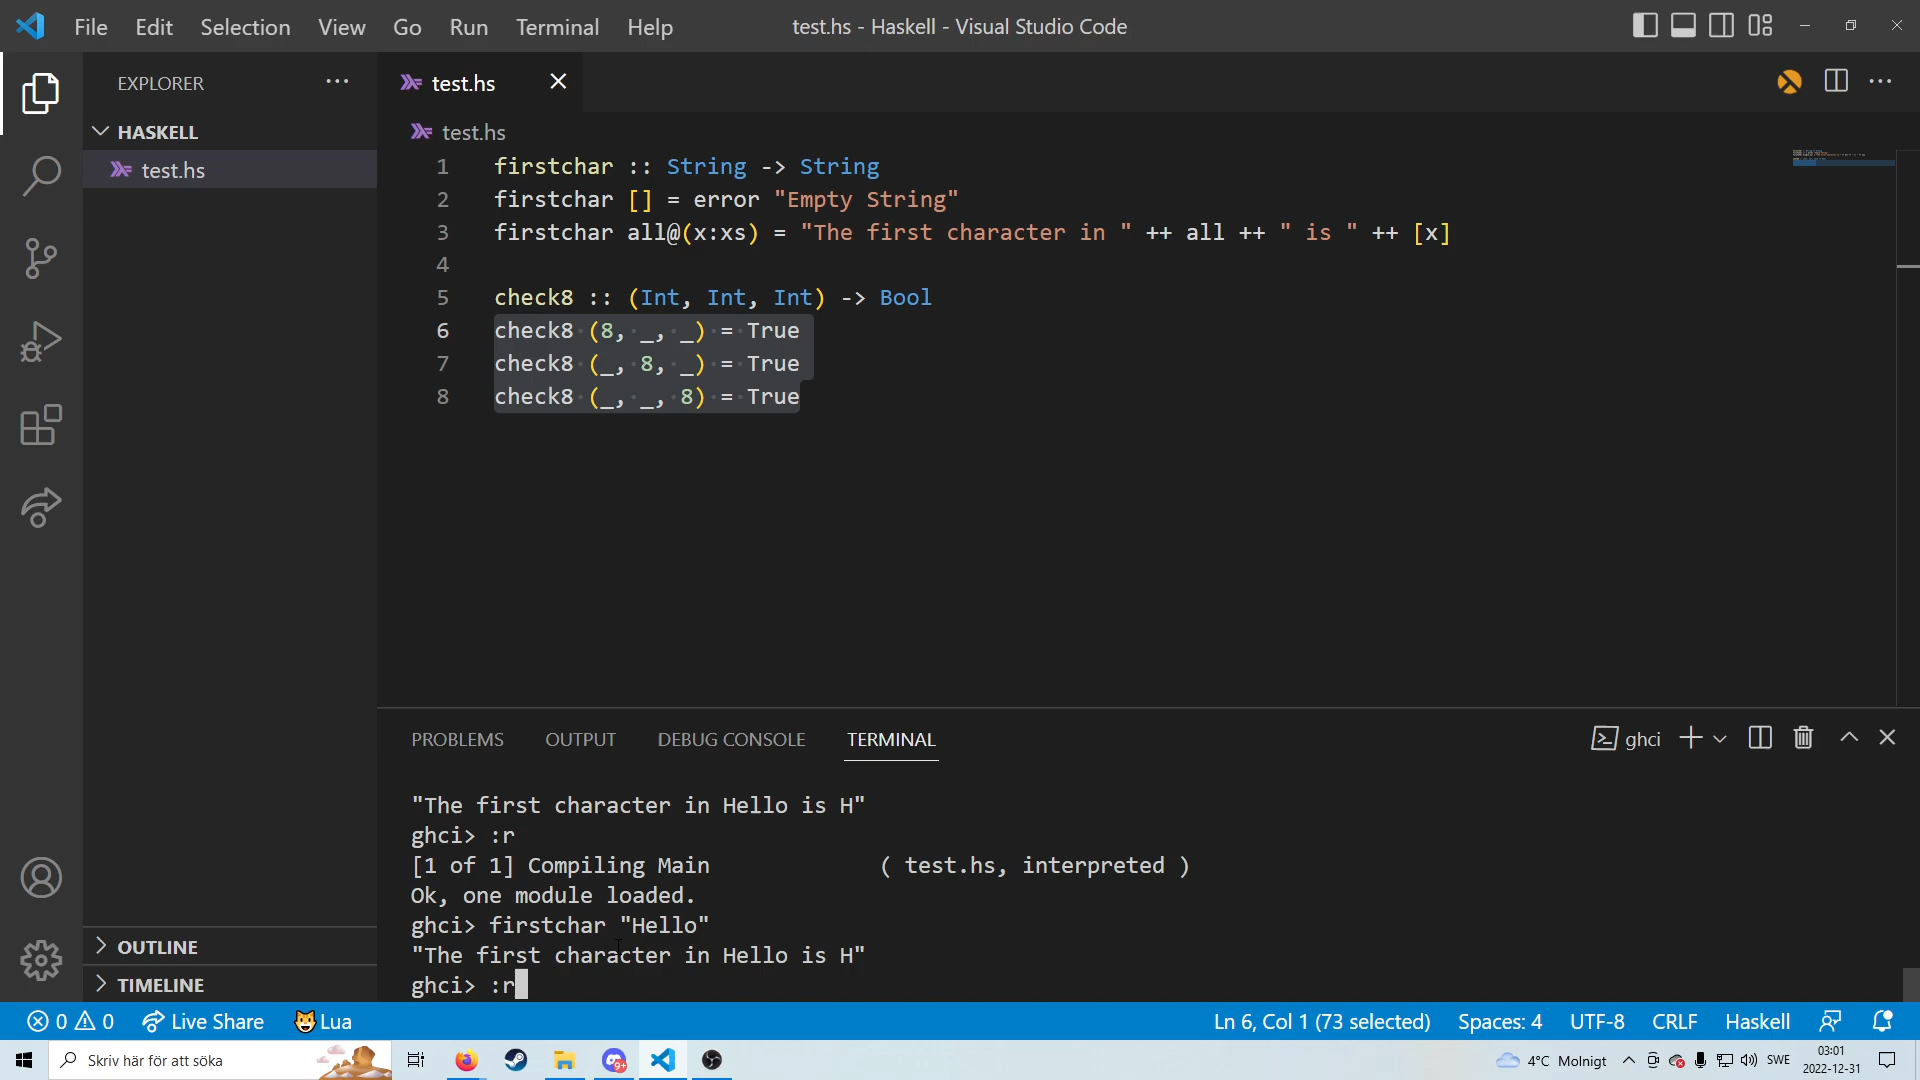 File Edit Selection View Go Run Terminal Help test.hs - Haskell - Visual Studio Code
EXPLORER
HASKELL
test.hs
OUTLINE
TIMELINE
test.hs
test.hs
1 firstchar :: String -> String
2 firstchar [] = error "Empty String"
3 firstchar all@(x:xs) = "The first character in " ++ all ++ " is " ++ [x]
4
5 check8 :: (Int, Int, Int) -> Bool
6 check8 (8, _, _) = True
7 check8 (_, 8, _) = True
8 check8 (_, _, 8) = True
PROBLEMS OUTPUT DEBUG CONSOLE TERMINAL ghci
"The first character in Hello is H"
ghci> :r
[1 of 1] Compiling Main ( test.hs, interpreted )
Ok, one module loaded.
ghci> firstchar "Hello"
"The first character in Hello is H"
ghci> :r
0 0 Live Share Lua Ln 6, Col 1 (73 selected) Spaces: 4 UTF-8 CRLF Haskell
Skriv här för att söka 9+ 4°C Molnigt SWE 03:01
2022-12-31